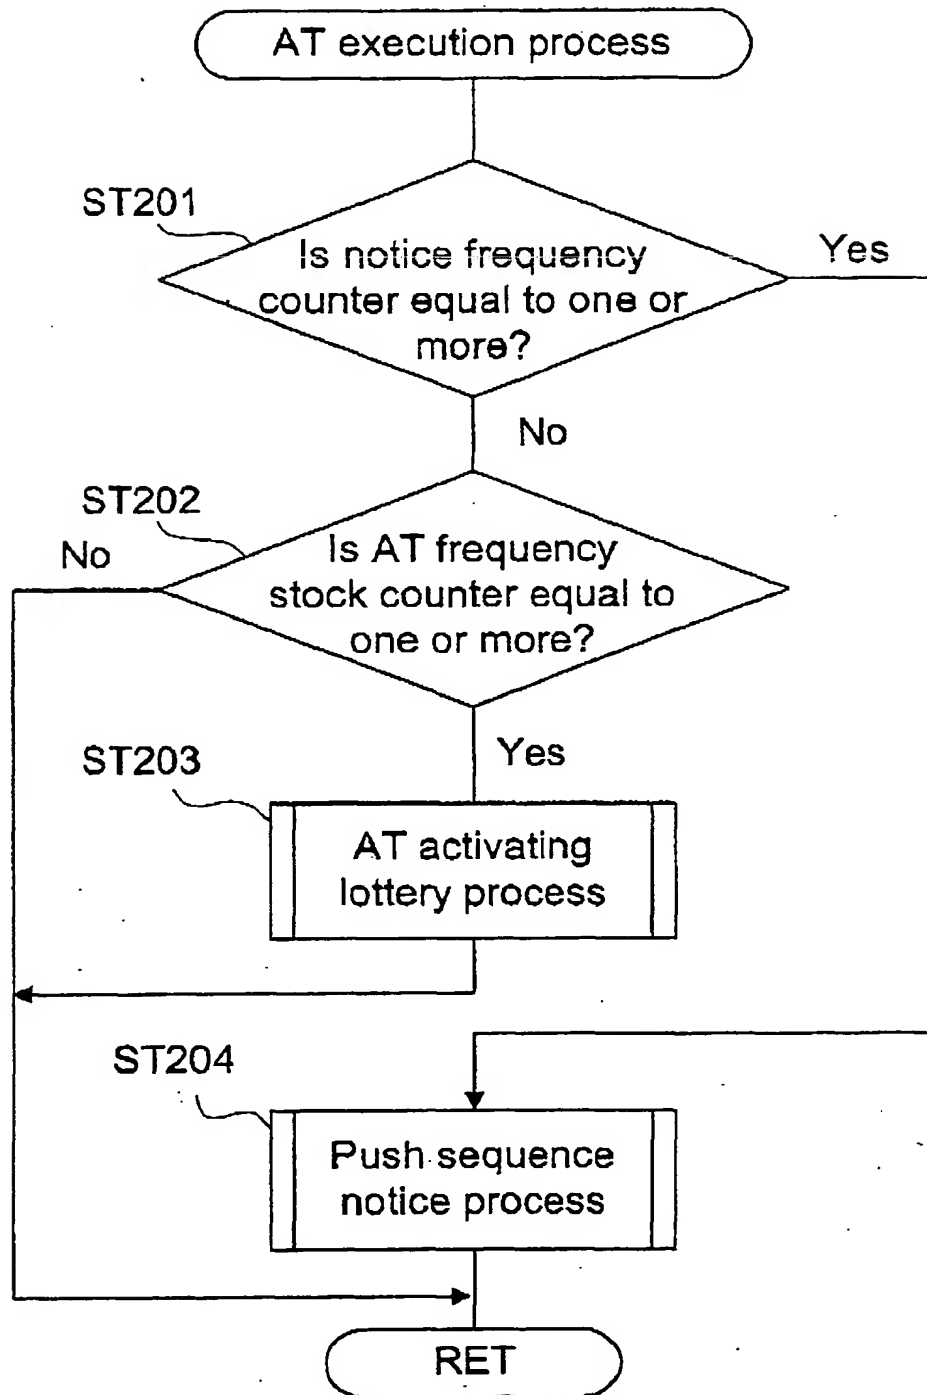 AT execution process
ST201
Is notice frequency
counter equal to one or
more?
Yes
No
ST202
No
Is AT frequency
stock counter equal to
one or more?
Yes
ST203
AT activating
lottery process
ST204
Push sequence
notice process
RET